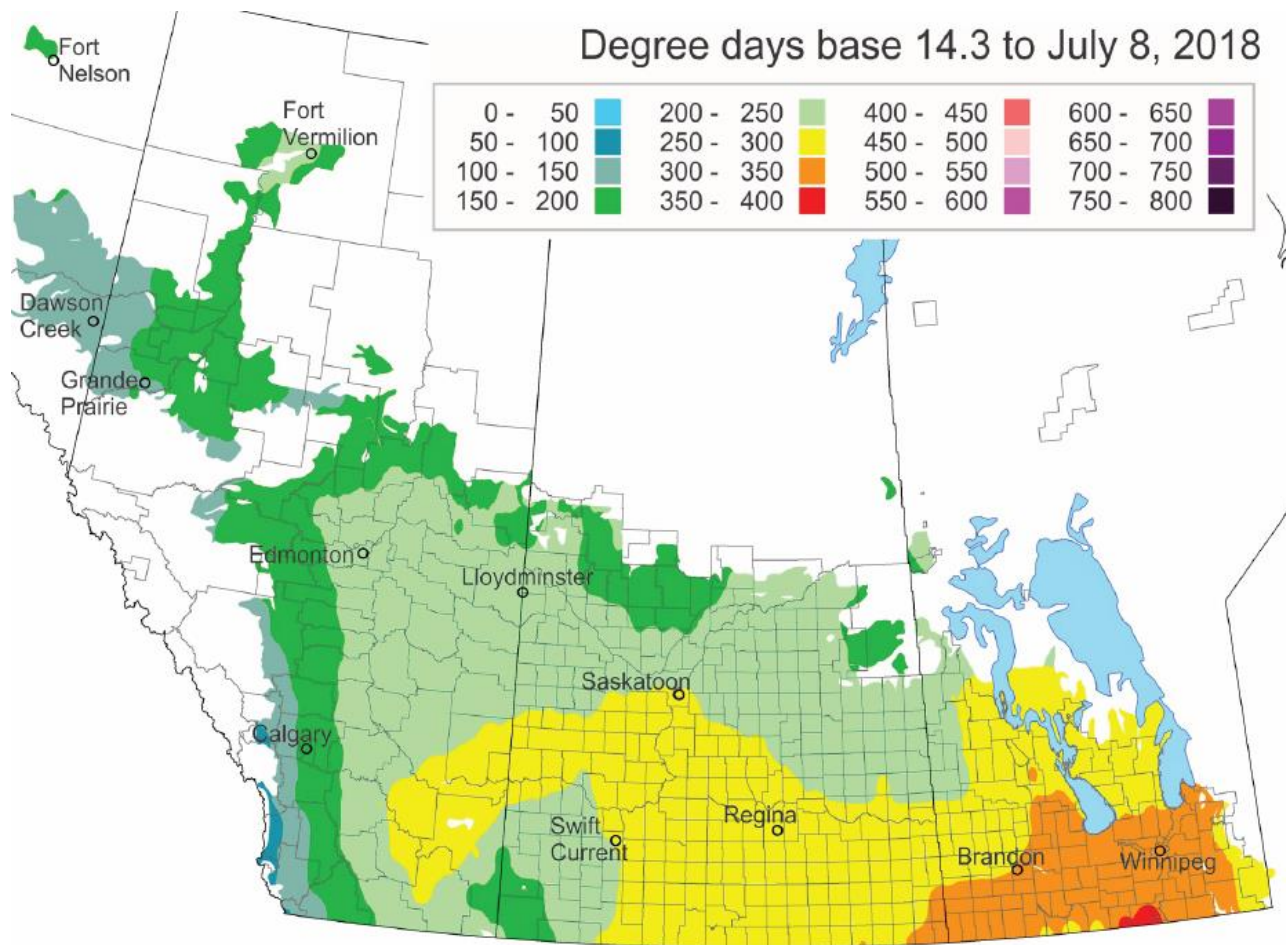 Degree days base 14.3 to July 8, 2018
0 - 50
50 - 100
100 - 150
150 - 200
200 - 250
250 - 300
300 - 350
350 - 400
400 - 450
450 - 500
500 - 550
550 - 600
600 - 650
650 - 700
700 - 750
750 - 800
Fort
Nelson
Fort
Vermilion
Dawson
Creek
Grande
Prairie
Edmonton
Lloydminster
Saskatoon
Calgary
Swift
Current
Regina
Brandon
Winnipeg